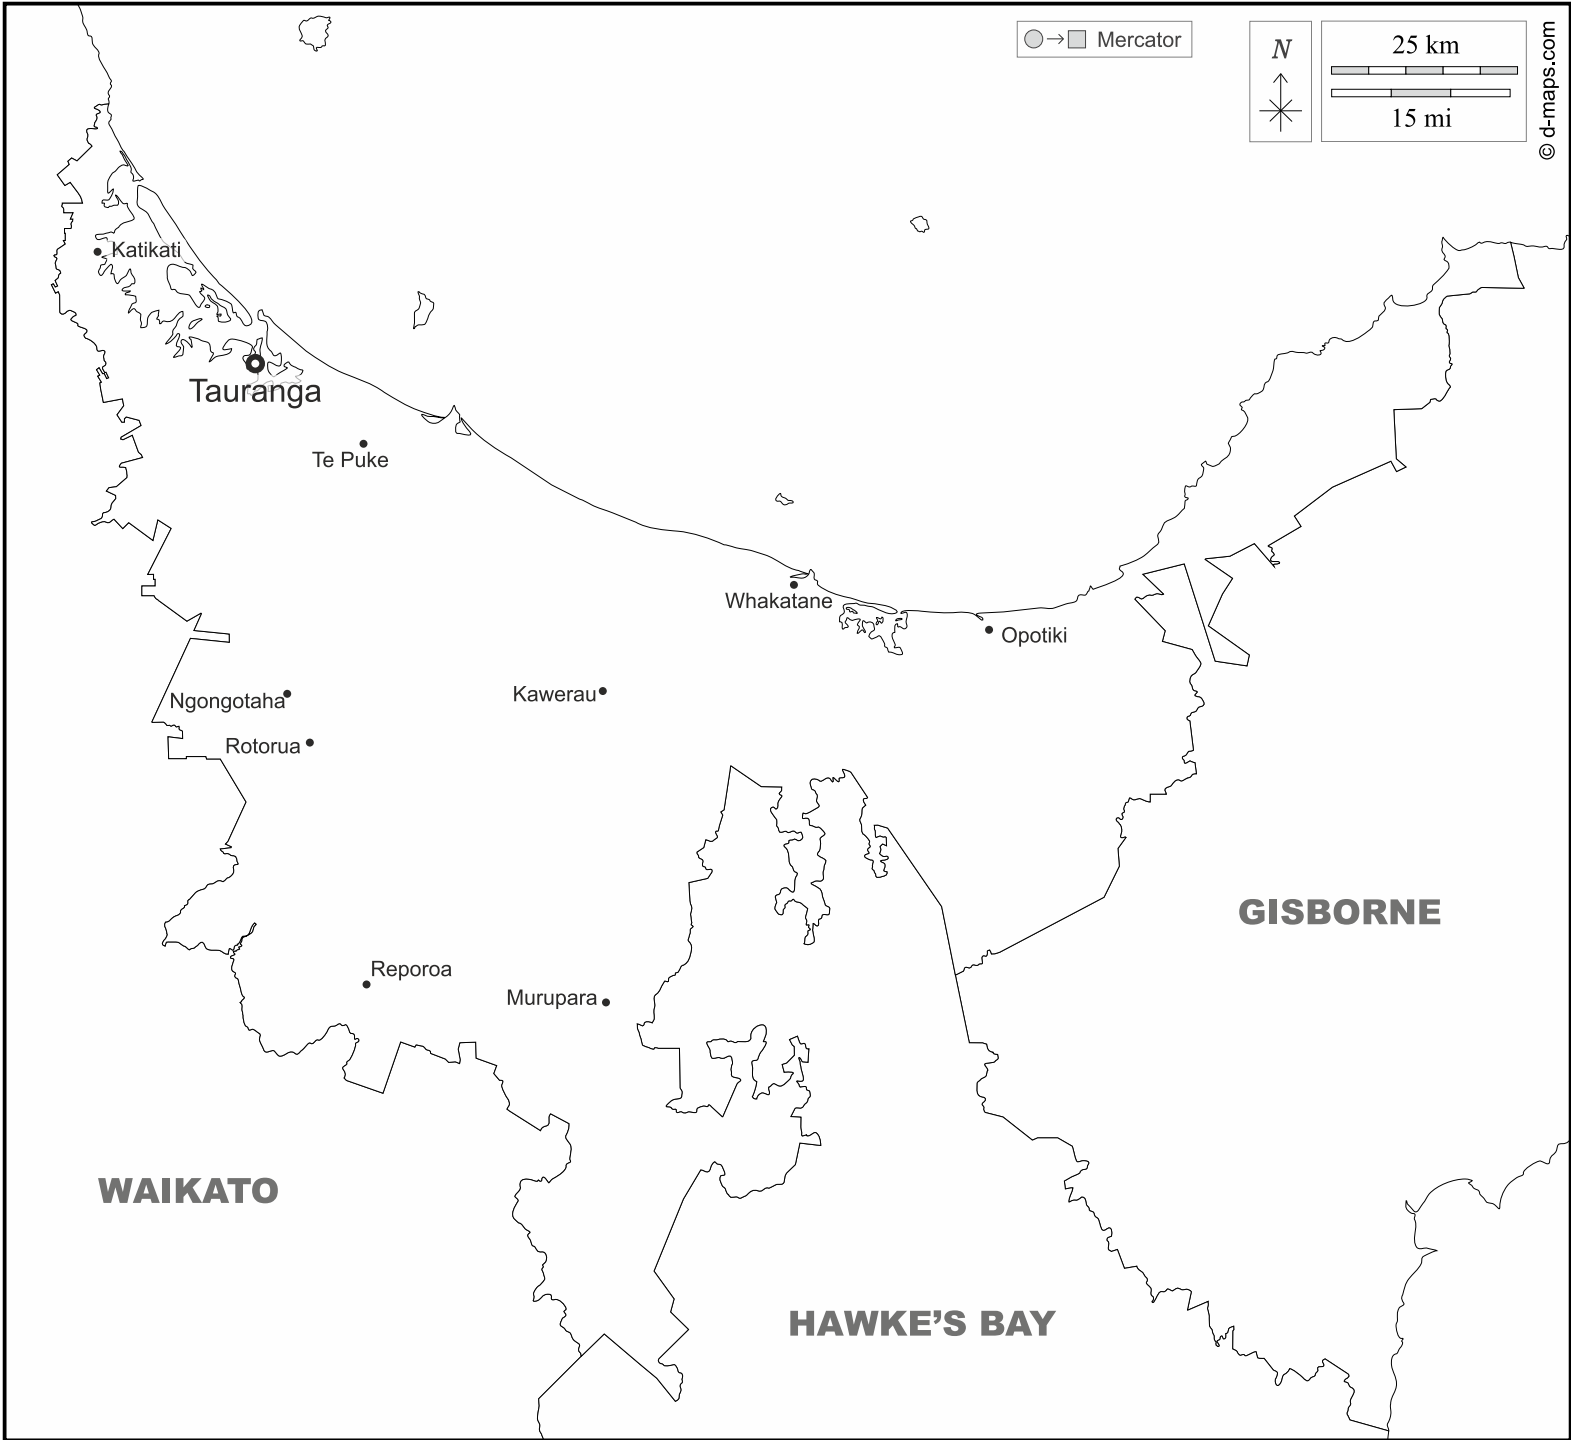 Mercator
N
25 km
15 mi
© d-maps.com
Katikati
Tauranga
Te Puke
Whakatane
Opotiki
Ngongotaha
Kawerau
Rotorua
GISBORNE
Reporoa
Murupara
WAIKATO
HAWKE'S BAY